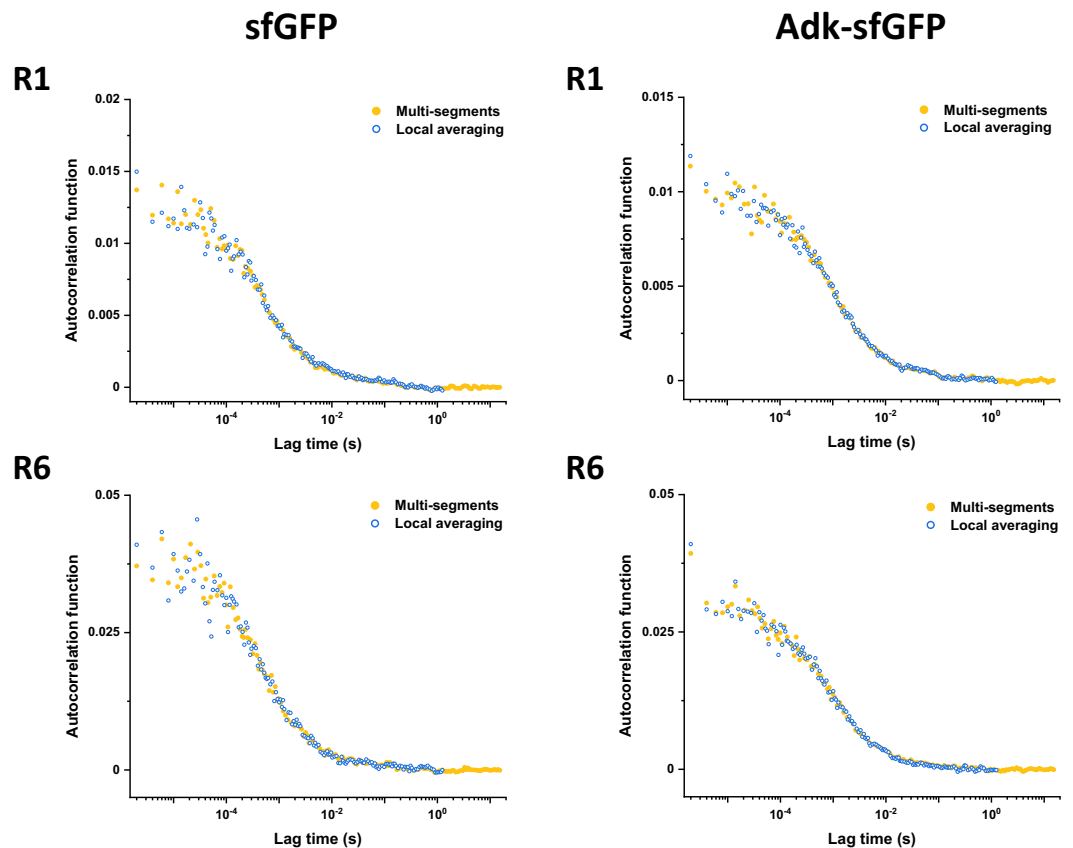 sfGFP
Adk-sfGFP
R1
0.02
0.015
0.01
0.005
0
Autocorrelation function
Multi-segments
Local averaging
10⁻⁴
10⁻²
10⁰
Lag time (s)
R1
0.015
0.01
0.005
0
Autocorrelation function
Multi-segments
Local averaging
10⁻⁴
10⁻²
10⁰
Lag time (s)
R6
0.05
0.025
0
Autocorrelation function
Multi-segments
Local averaging
10⁻⁴
10⁻²
10⁰
Lag time (s)
R6
0.05
0.025
0
Autocorrelation function
Multi-segments
Local averaging
10⁻⁴
10⁻²
10⁰
Lag time (s)